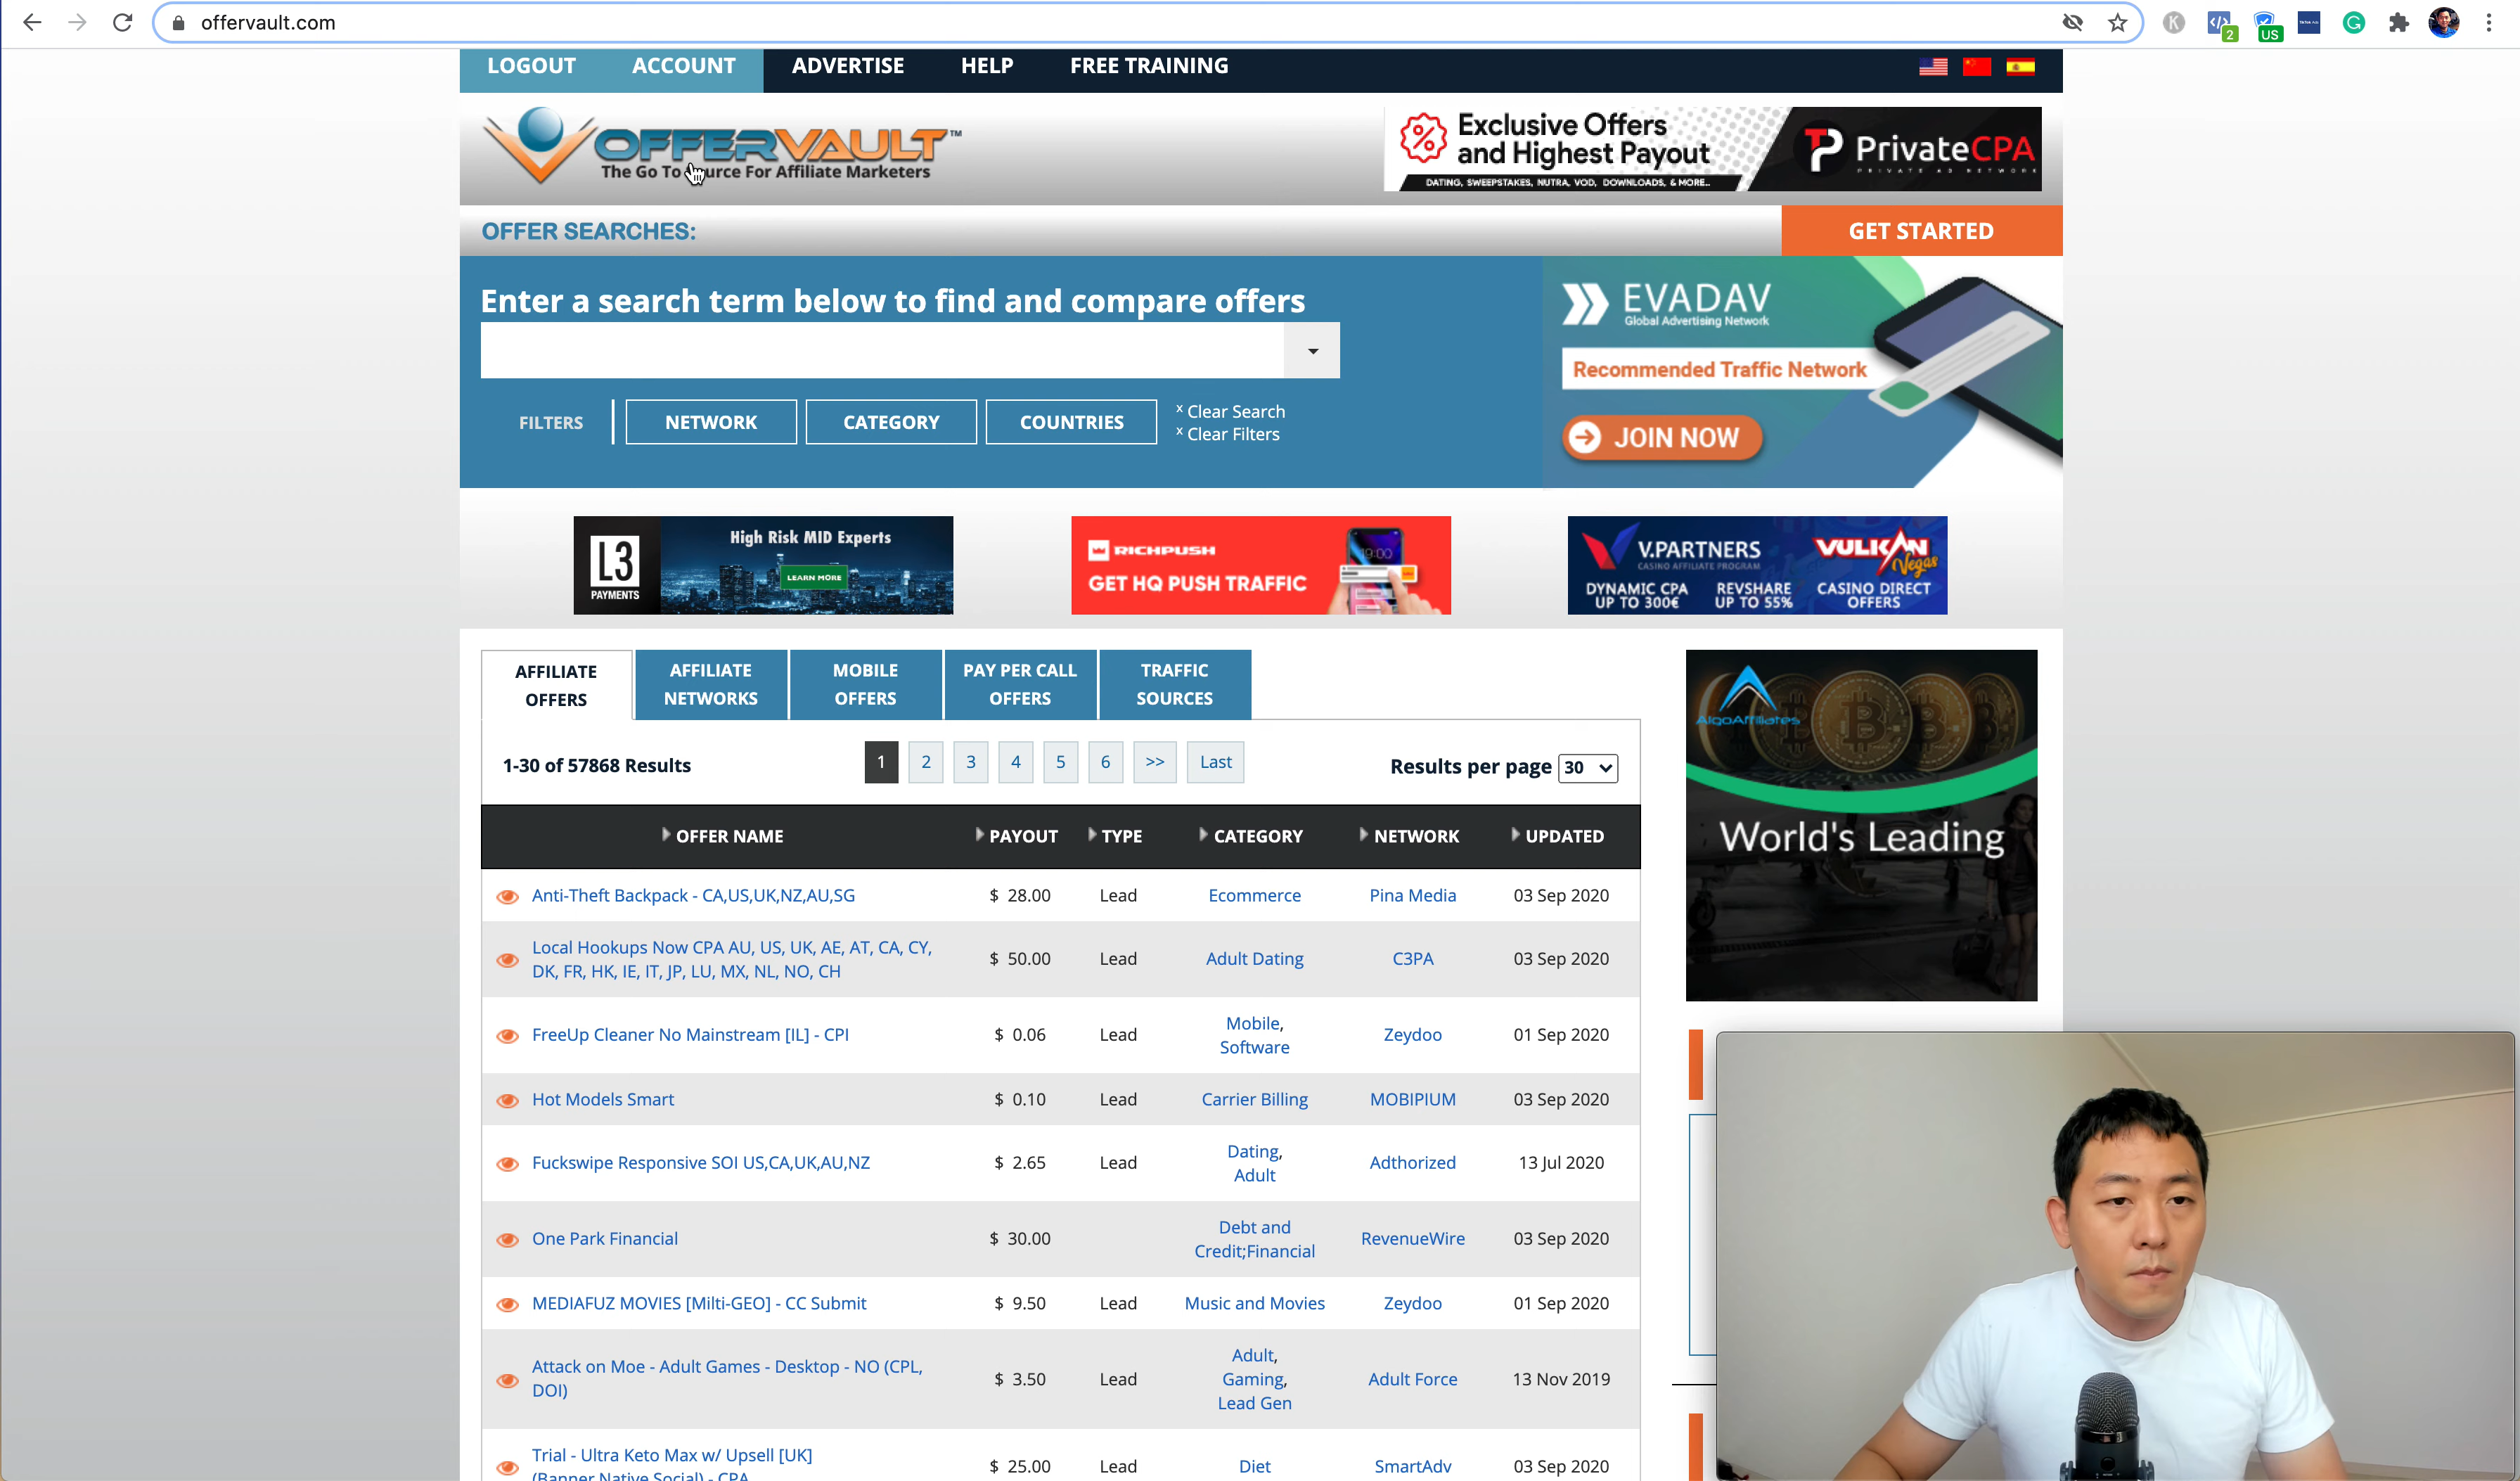 offervault.com
2
US
LOGOUT ACCOUNT ADVERTISE HELP FREE TRAINING
OFFERVAULT™
The Go To Source For Affiliate Marketers
Exclusive Offers
and Highest Payout
DATING, SWEEPSTAKES, NUTRA, VOD, DOWNLOADS, & MORE...
PrivateCPA
PRIVATE AD NETWORK
OFFER SEARCHES:
GET STARTED
Enter a search term below to find and compare offers
FILTERS NETWORK CATEGORY COUNTRIES
x Clear Search
x Clear Filters
EVADAV
Global Advertising Network
Recommended Traffic Network
JOIN NOW
L3
PAYMENTS
High Risk MID Experts
LEARN MORE
RICHPUSH
GET HQ PUSH TRAFFIC
19:00
V.PARTNERS
CASINO AFFILIATE PROGRAM
VULKAN
Vegas
DYNAMIC CPA REVSHARE CASINO DIRECT
UP TO 300€ UP TO 55% OFFERS
AFFILIATE
OFFERS
AFFILIATE
NETWORKS
MOBILE
OFFERS
PAY PER CALL
OFFERS
TRAFFIC
SOURCES
1-30 of 57868 Results
1 2 3 4 5 6 >> Last
Results per page 30
OFFER NAME PAYOUT TYPE CATEGORY NETWORK UPDATED
Anti-Theft Backpack - CA,US,UK,NZ,AU,SG $ 28.00 Lead Ecommerce Pina Media 03 Sep 2020
Local Hookups Now CPA AU, US, UK, AE, AT, CA, CY,
DK, FR, HK, IE, IT, JP, LU, MX, NL, NO, CH
$ 50.00 Lead Adult Dating C3PA 03 Sep 2020
FreeUp Cleaner No Mainstream [IL] - CPI $ 0.06 Lead
Mobile,
Software
Zeydoo 01 Sep 2020
Hot Models Smart $ 0.10 Lead Carrier Billing MOBIPIUM 03 Sep 2020
Fuckswipe Responsive SOI US,CA,UK,AU,NZ $ 2.65 Lead
Dating,
Adult
Adthorized 13 Jul 2020
One Park Financial $ 30.00
Debt and
Credit;Financial
RevenueWire 03 Sep 2020
MEDIAFUZ MOVIES [Milti-GEO] - CC Submit $ 9.50 Lead Music and Movies Zeydoo 01 Sep 2020
Attack on Moe - Adult Games - Desktop - NO (CPL,
DOI)
$ 3.50 Lead
Adult,
Gaming,
Lead Gen
Adult Force 13 Nov 2019
Trial - Ultra Keto Max w/ Upsell [UK]
(Banner Native Social) - CPA
$ 25.00 Lead Diet SmartAdv 03 Sep 2020
AlgoAffiliates
World's Leading